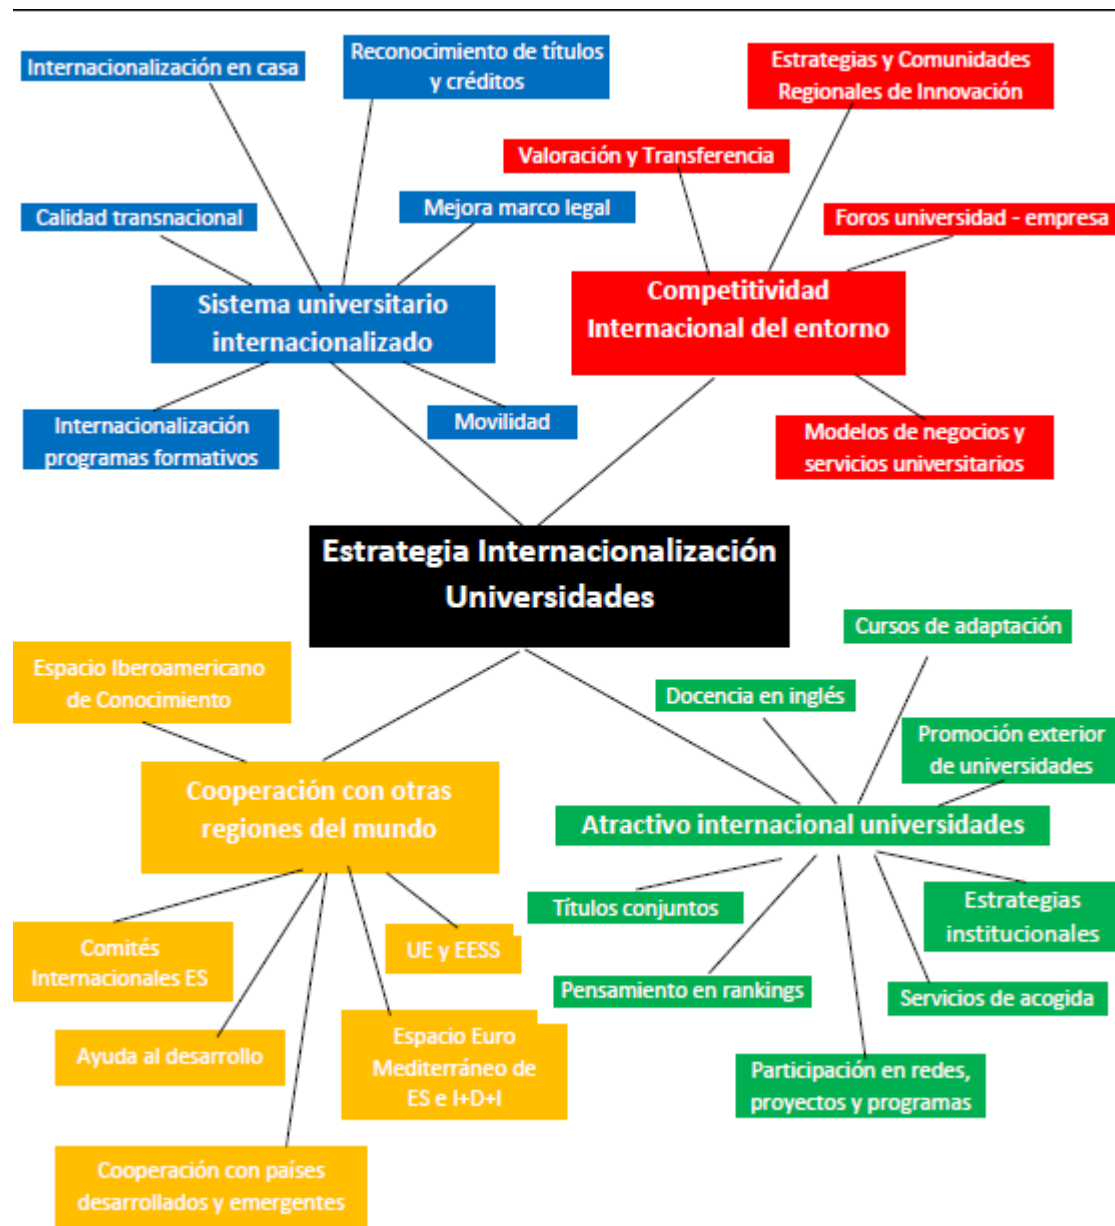 Internacionalización en casa
Reconocimiento de títulos
y créditos
Estrategias y Comunidades
Regionales de Innovación
Valoración y Transferencia
Calidad transnacional
Mejora marco legal
Foros universidad - empresa
Sistema universitario
internacionalizado
Competitividad
Internacional del entorno
Internacionalización
programas formativos
Movilidad
Modelos de negocios y
servicios universitarios
Estrategia Internacionalización
Universidades
Espacio Iberoamericano
de Conocimiento
Cursos de adaptación
Docencia en inglés
Promoción exterior
de universidades
Cooperación con otras
regiones del mundo
Atractivo internacional universidades
Comités
Internacionales ES
UE y EESS
Títulos conjuntos
Estrategias
institucionales
Pensamiento en rankings
Servicios de acogida
Ayuda al desarrollo
Espacio Euro
Mediterráneo de
ES e I+D+I
Participación en redes,
proyectos y programas
Cooperación con países
desarrollados y emergentes